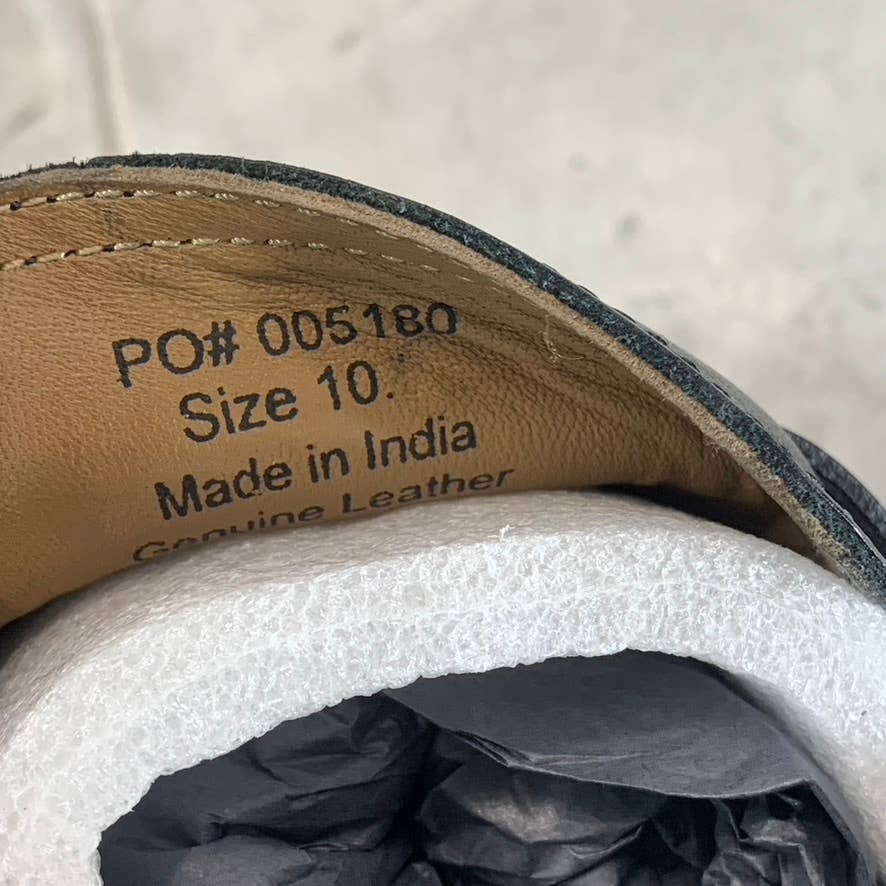 PO# 005180
Size 10.
Made in India
Genuine Leather